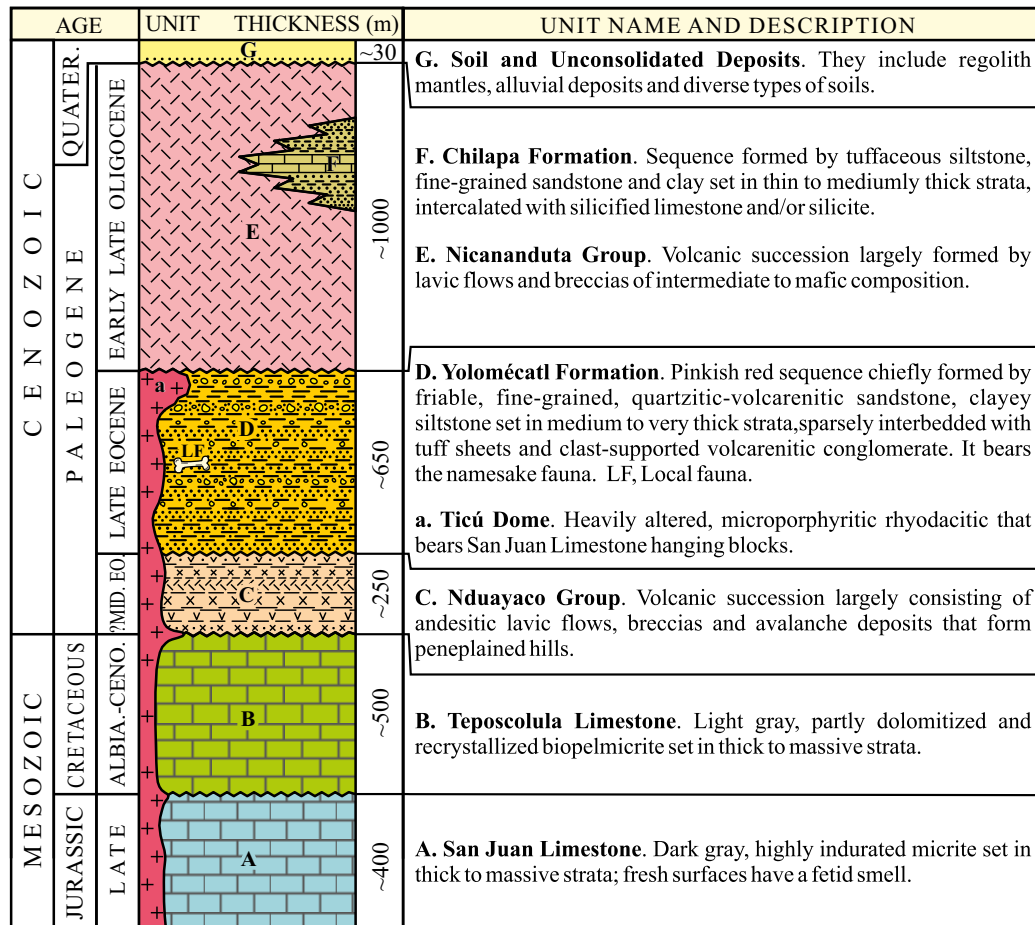 AGE UNIT THICKNESS (m) UNIT NAME AND DESCRIPTION
CENOZOIC
QUATER.
PALEOGENE
EARLY LATE OLIGOCENE
LATE EOCENE
?MID. EO.
MESOZOIC
CRETACEOUS
ALBIA.-CENO.
JURASSIC
LATE
G
F
E
a
D
LF
C
B
A
~30
~1000
~650
~250
~500
~400
G. Soil and Unconsolidated Deposits. They include regolith
mantles, alluvial deposits and diverse types of soils.
F. Chilapa Formation. Sequence formed by tuffaceous siltstone,
fine-grained sandstone and clay set in thin to mediumly thick strata,
intercalated with silicified limestone and/or silicite.
E. Nicananduta Group. Volcanic succession largely formed by
lavic flows and breccias of intermediate to mafic composition.
D. Yolomécatl Formation. Pinkish red sequence chiefly formed by
friable, fine-grained, quartzitic-volcarenitic sandstone, clayey
siltstone set in medium to very thick strata,sparsely interbedded with
tuff sheets and clast-supported volcarenitic conglomerate. It bears
the namesake fauna. LF, Local fauna.
a. Ticú Dome. Heavily altered, microporphyritic rhyodacitic that
bears San Juan Limestone hanging blocks.
C. Nduayaco Group. Volcanic succession largely consisting of
andesitic lavic flows, breccias and avalanche deposits that form
peneplained hills.
B. Teposcolula Limestone. Light gray, partly dolomitized and
recrystallized biopelmicrite set in thick to massive strata.
A. San Juan Limestone. Dark gray, highly indurated micrite set in
thick to massive strata; fresh surfaces have a fetid smell.